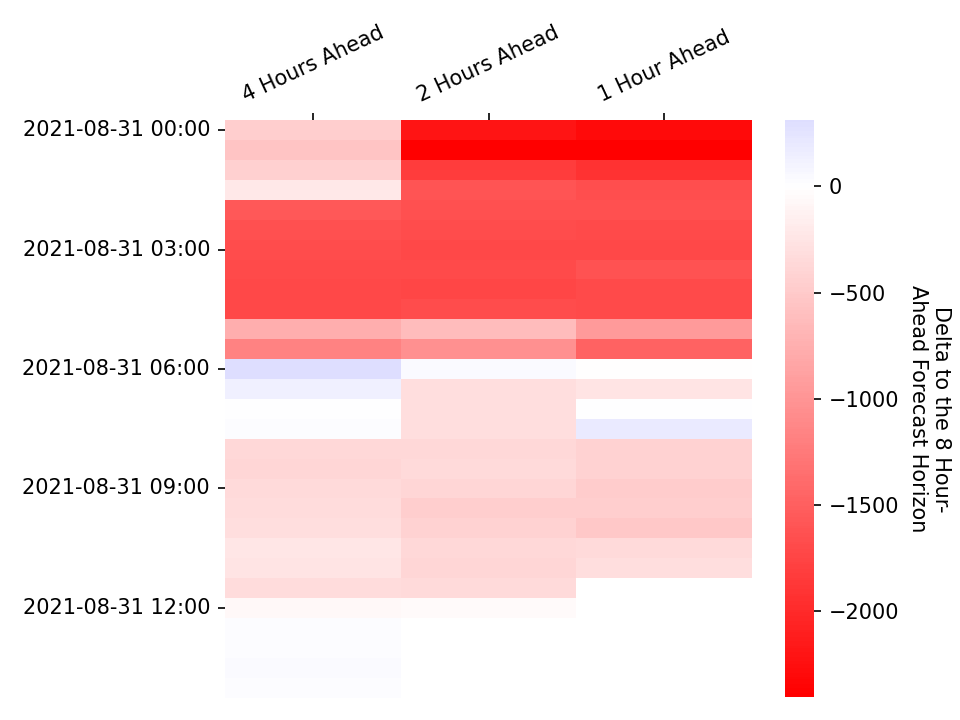 4 Hours Ahead
2 Hours Ahead
1 Hour Ahead
2021-08-31 00:00
2021-08-31 03:00
2021-08-31 06:00
2021-08-31 09:00
2021-08-31 12:00
0
−500
−1000
−1500
−2000
Delta to the 8 Hour-
Ahead Forecast Horizon